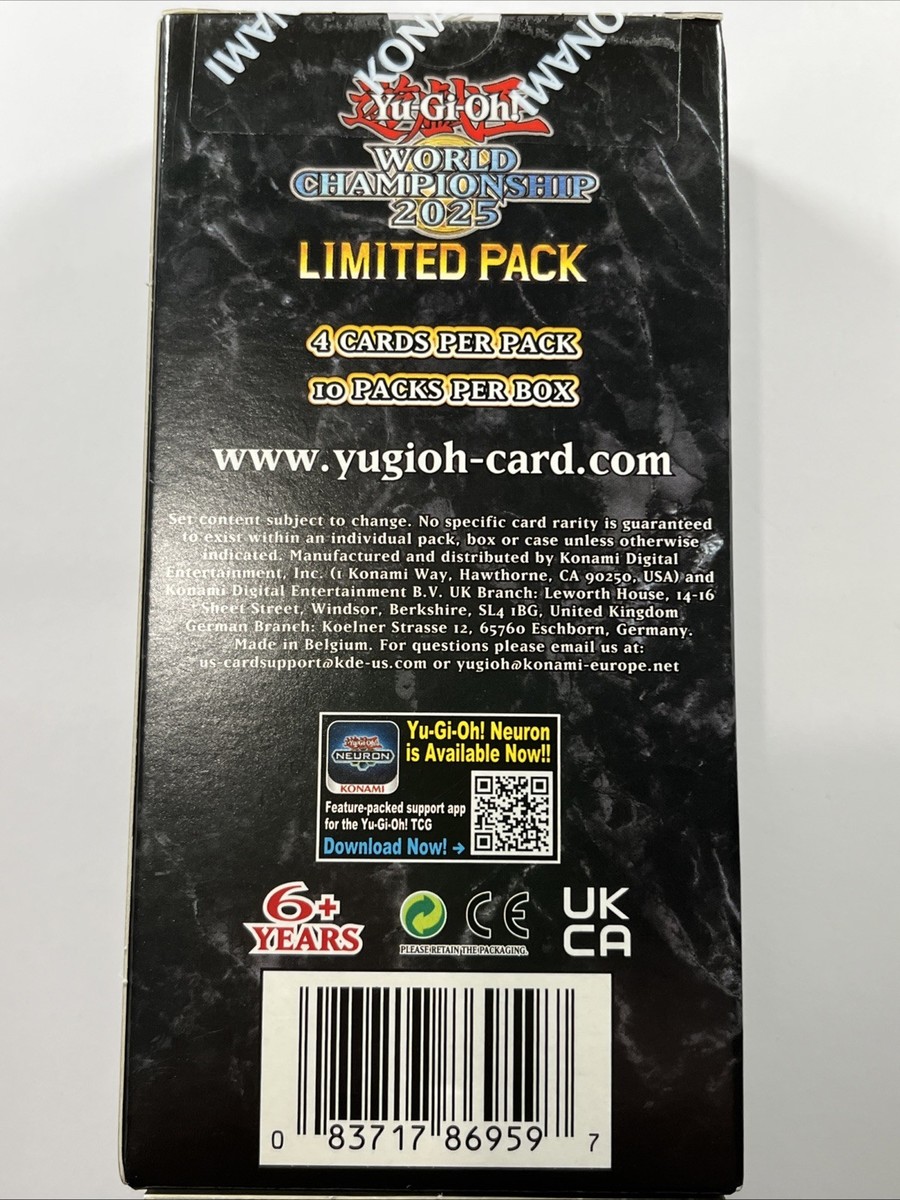 KONAMI
KONAMI
KONAMI
Yu-Gi-Oh!
WORLD
CHAMPIONSHIP
2025
LIMITED PACK
4 CARDS PER PACK
10 PACKS PER BOX
www.yugioh-card.com
Set content subject to change. No specific card rarity is guaranteed
to exist within an individual pack, box or case unless otherwise
indicated. Manufactured and distributed by Konami Digital
Entertainment, Inc. (1 Konami Way, Hawthorne, CA 90250, USA) and
Konami Digital Entertainment B.V. UK Branch: Leworth House, 14-16
Sheet Street, Windsor, Berkshire, SL4 1BG, United Kingdom
German Branch: Koelner Strasse 12, 65760 Eschborn, Germany.
Made in Belgium. For questions please email us at:
us-cardsupport@kde-us.com or yugioh@konami-europe.net
Yu-Gi-Oh! Neuron
is Available Now!!
NEURON
KONAMI
Feature-packed support app
for the Yu-Gi-Oh! TCG
Download Now! →
6+
YEARS
CE
PLEASE RETAIN THE PACKAGING.
UK
CA
0 83717 86959 7